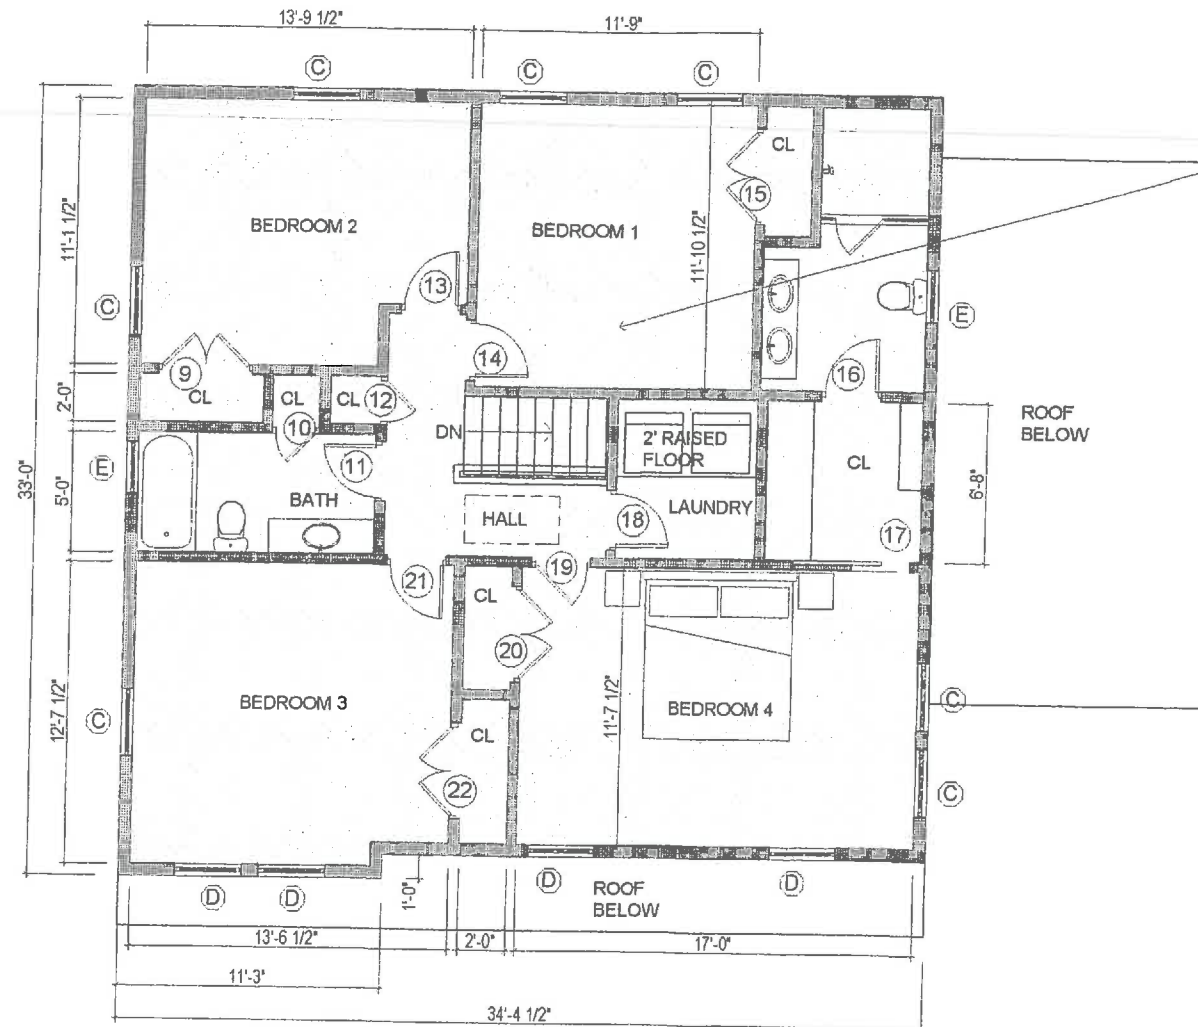 13'-9 1/2"
11'-9"
C
C
C
CL
15
BEDROOM 2
BEDROOM 1
11'-1 1/2"
11'-10 1/2"
13
C
E
14
16
9
CL
CL
10
CL
12
2'-0"
ROOF
BELOW
DN
2' RAISED
FLOOR
CL
33'-0"
5'-0"
E
11
6'-8"
BATH
HALL
LAUNDRY
18
17
21
19
CL
20
12'-7 1/2"
C
BEDROOM 3
11'-7 1/2"
BEDROOM 4
C
CL
22
C
D
D
1'-0"
D
D
ROOF
BELOW
13'-6 1/2"
2'-0"
17'-0"
11'-3"
34'-4 1/2"